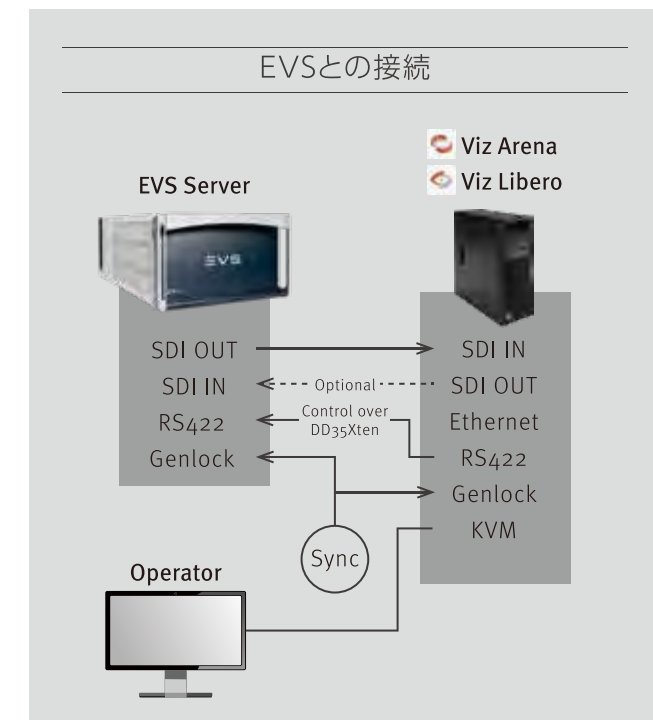 EVSとの接続
Viz Arena
Viz Libero
EVS Server
EVS
SDI OUT
SDI IN
RS422
Genlock
Optional
Control over
DD35Xten
SDI IN
SDI OUT
Ethernet
RS422
Genlock
KVM
Sync
Operator